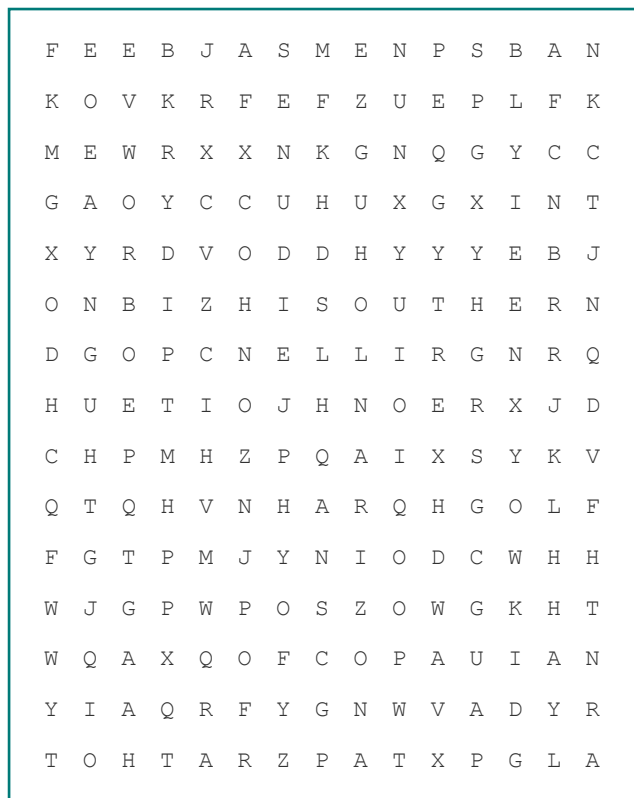 F E E B J A S M E N P S B A N
K O V K R F E F Z U E P L F K
M E W R X X N K G N Q G Y C C
G A O Y C C U H U X G X I N T
X Y R D V O D D H Y Y Y E B J
O N B I Z H I S O U T H E R N
D G O P C N E L L I R G N R Q
H U E T I O J H N O E R X J D
C H P M H Z P Q A I X S Y K V
Q T Q H V N H A R Q H G O L F
F G T P M J Y N I O D C W H H
W J G P W P O S Z O W G K H T
W Q A X Q O F C O P A U I A N
Y I A Q R F Y G N W V A D Y R
T O H T A R Z P A T X P G L A